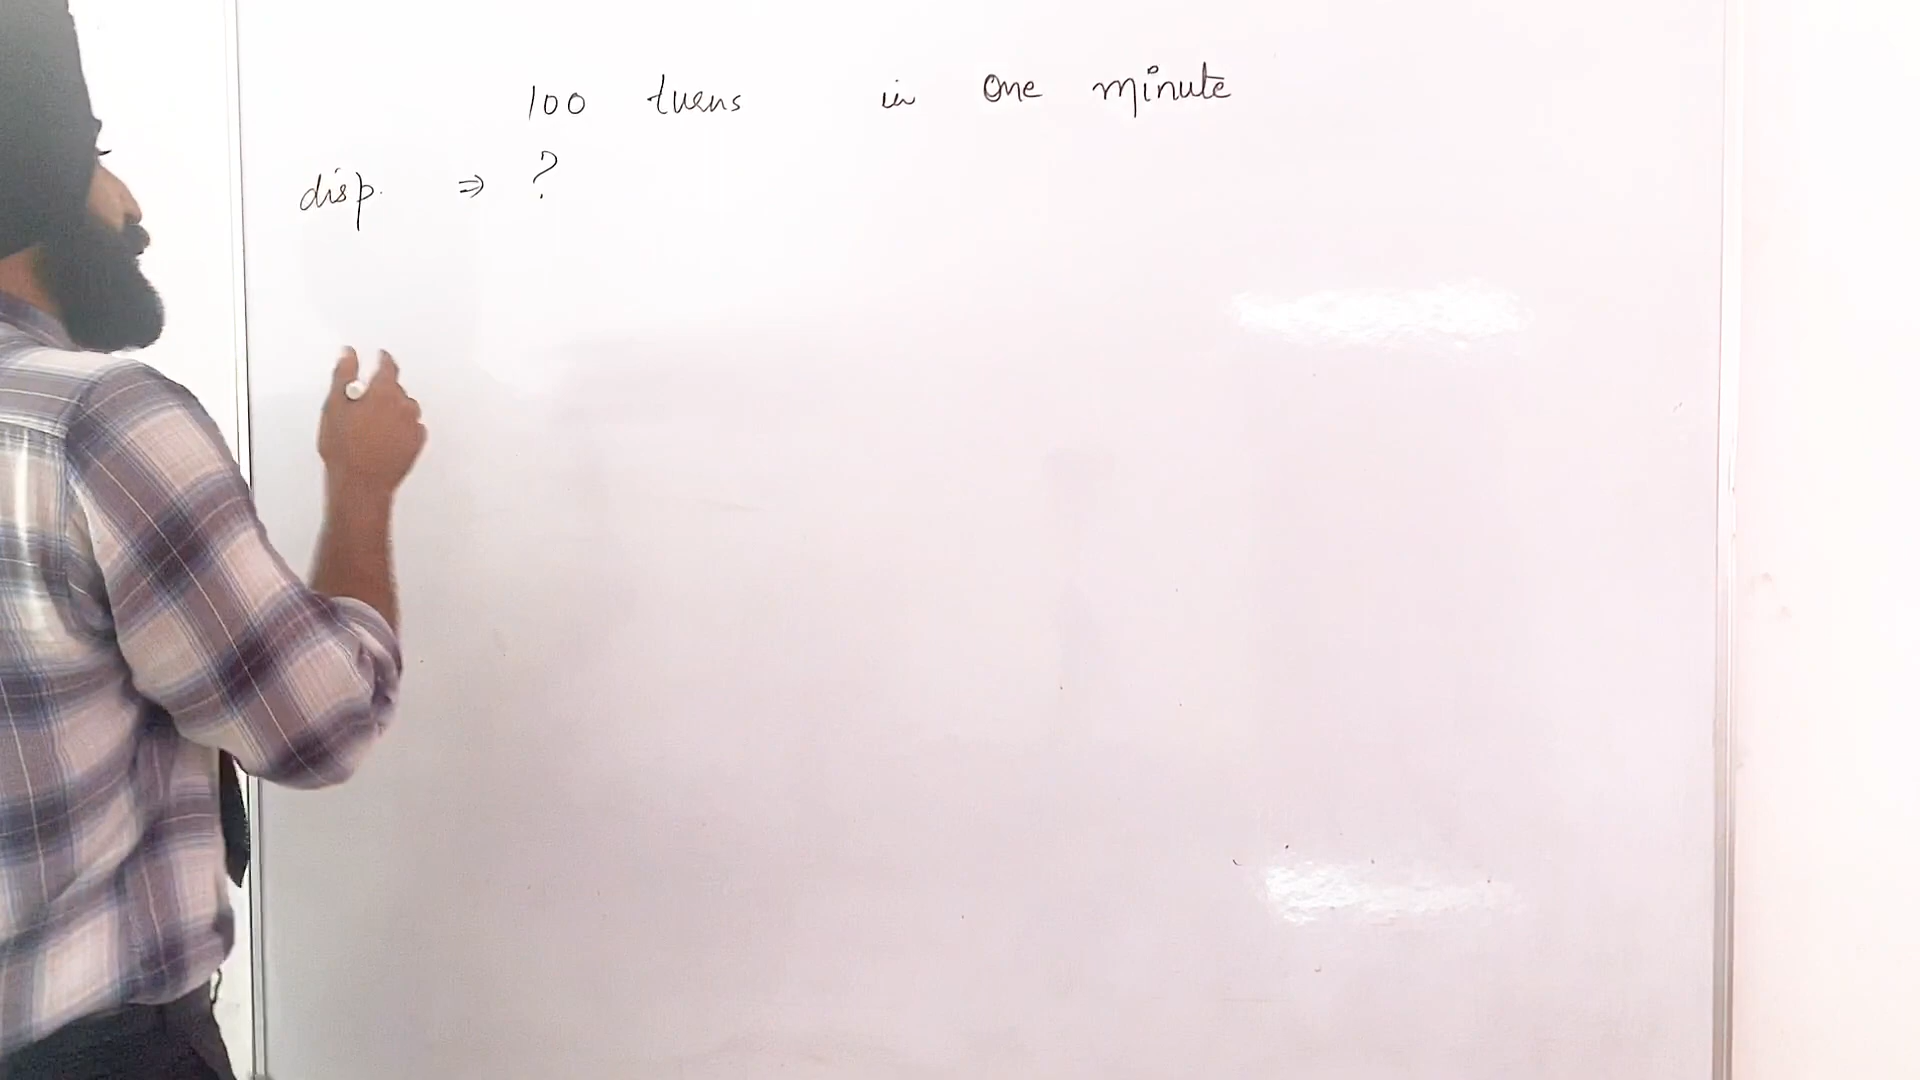 100 turns in One minute
disp. ⇒ ?